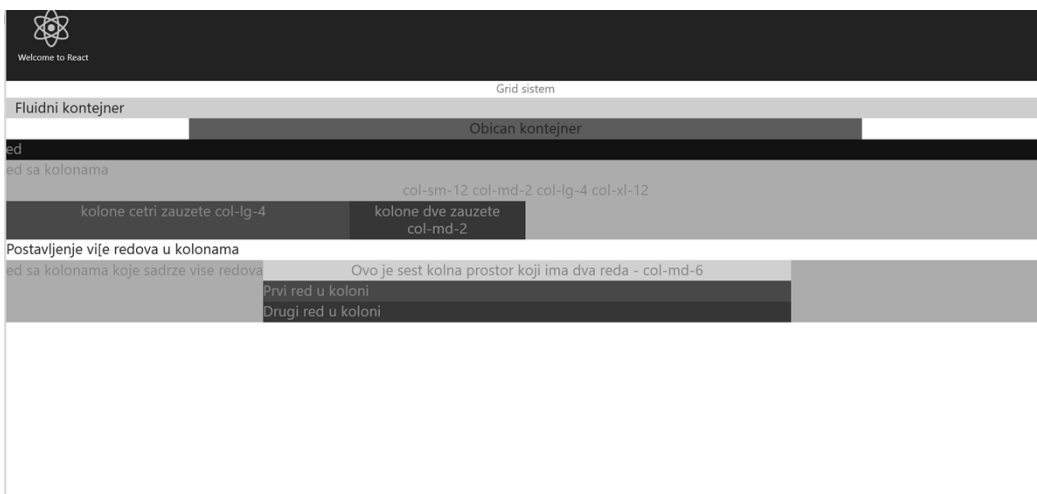 Welcome to React
Grid sistem
Fluidni kontejner
Obican kontejner
ed
ed sa kolonama
col-sm-12 col-md-2 col-lg-4 col-xl-12
kolone cetri zauzete col-lg-4
kolone dve zauzete
col-md-2
Postavljenje vi[e redova u kolonama
ed sa kolonama koje sadrze vise redova
Ovo je sest kolna prostor koji ima dva reda - col-md-6
Prvi red u koloni
Drugi red u koloni